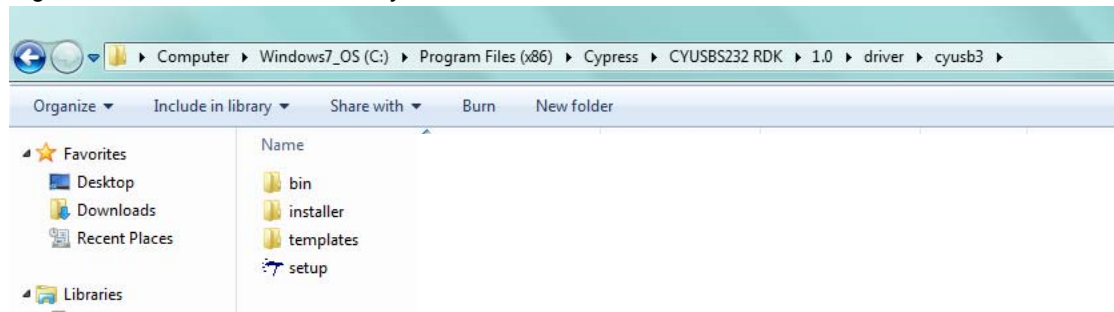 Computer ▸ Windows7_OS (C:) ▸ Program Files (x86) ▸ Cypress ▸ CYUSBS232 RDK ▸ 1.0 ▸ driver ▸ cyusb3 ▸
Organize ▾ Include in library ▾ Share with ▾ Burn New folder
Name
Favorites
Desktop
Downloads
Recent Places
Libraries
bin
installer
templates
setup